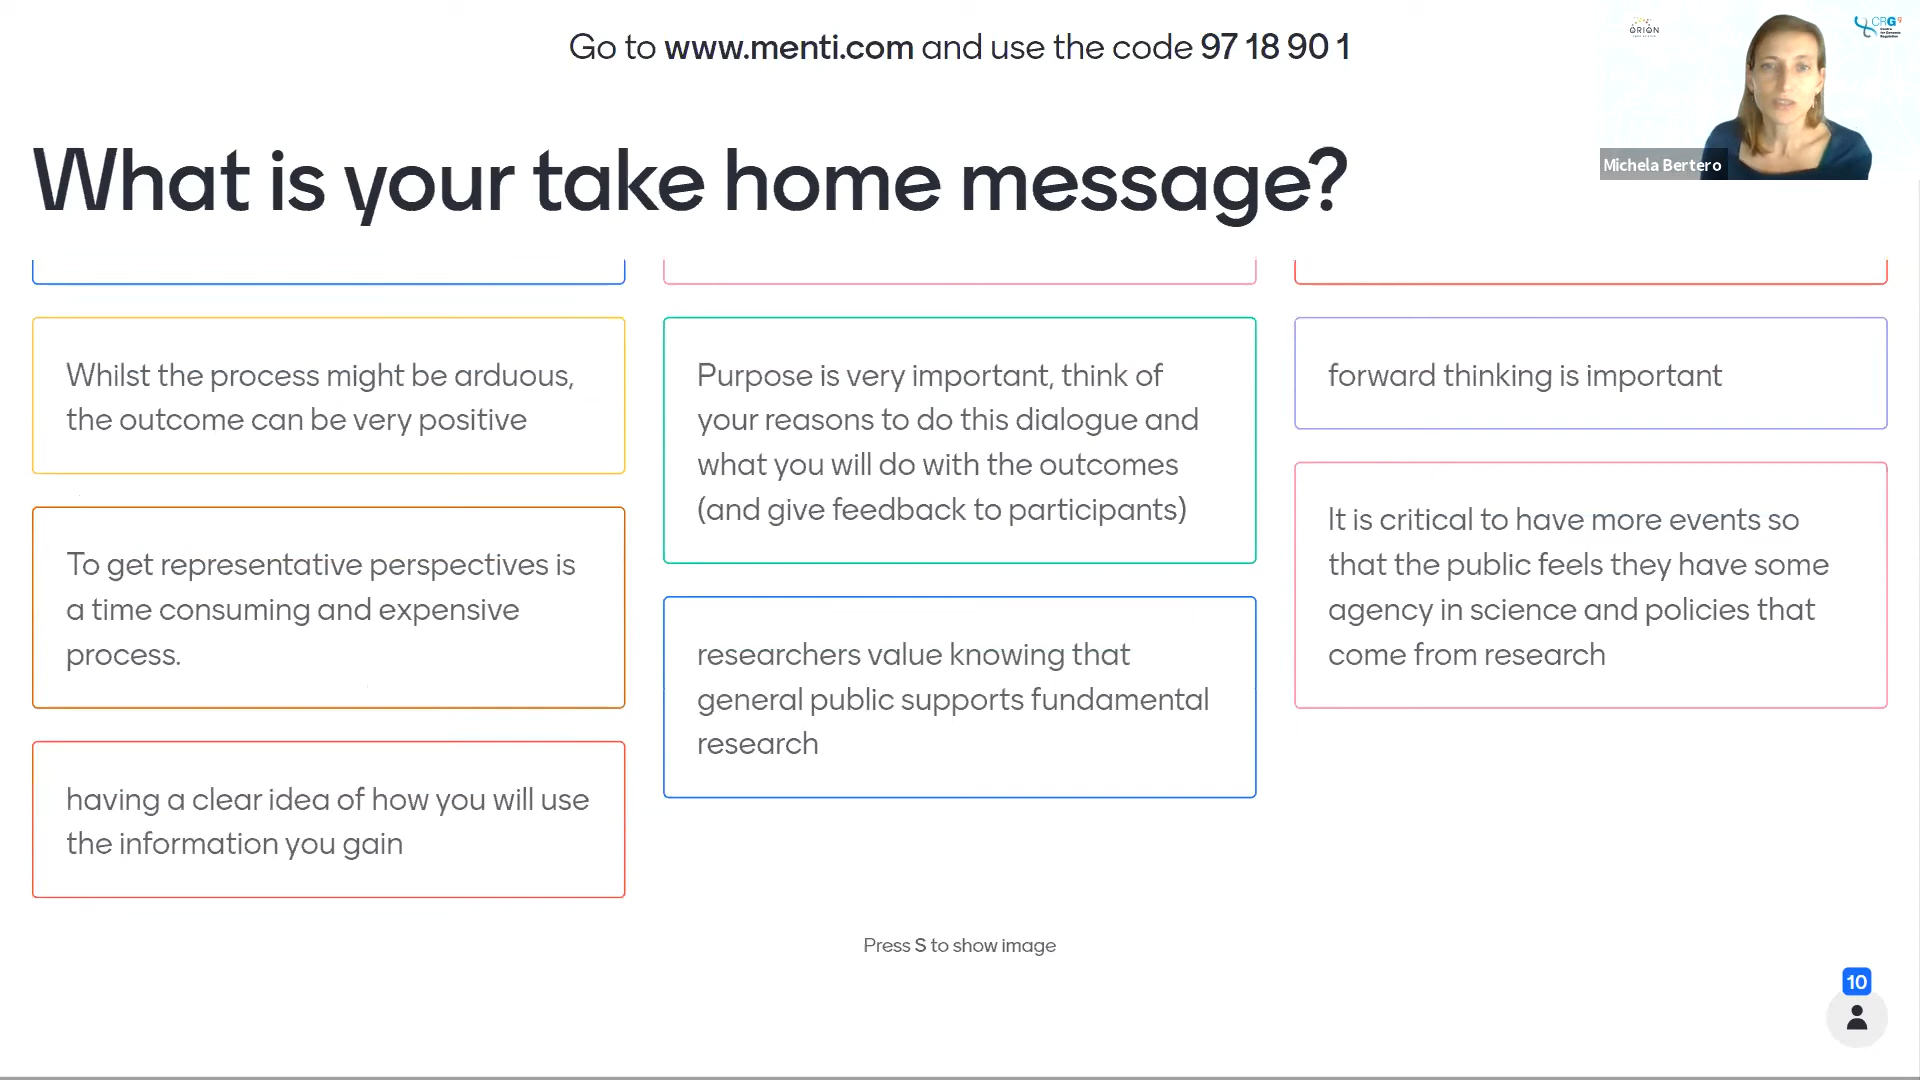 Go to www.menti.com and use the code 97 18 90 1
ORION
CRG
Michela Bertero
What is your take home message?
Whilst the process might be arduous,
the outcome can be very positive
To get representative perspectives is
a time consuming and expensive
process.
having a clear idea of how you will use
the information you gain
Purpose is very important, think of
your reasons to do this dialogue and
what you will do with the outcomes
(and give feedback to participants)
researchers value knowing that
general public supports fundamental
research
forward thinking is important
It is critical to have more events so
that the public feels they have some
agency in science and policies that
come from research
Press S to show image
10